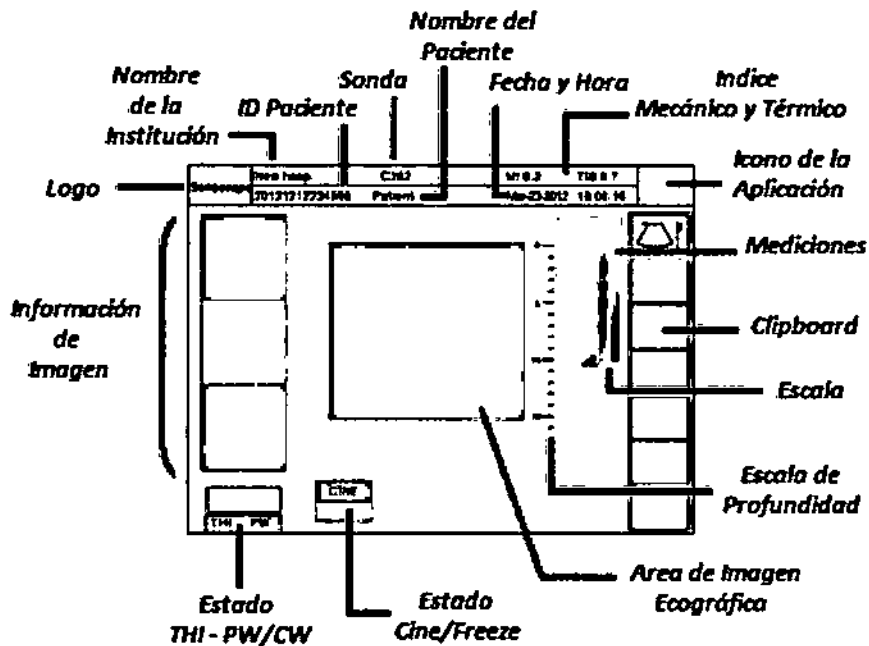 Nombre del
Paciente
Nombre
de la
Institución
Sonda
ID Paciente
Fecha y Hora
Indice
Mecánico y Térmico
Logo
C302
Patient
Icono de la
Aplicación
Mediciones
Información
de
Imagen
Clipboard
Escala
Escala de
Profundidad
CINE
THI PW
Area de Imagen
Ecográfica
Estado
THI - PW/CW
Estado
Cine/Freeze